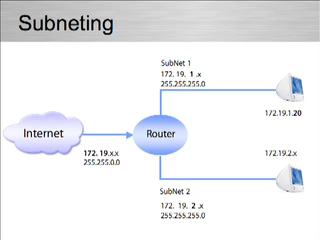 Subneting
SubNet 1
172. 19. 1 .x
255.255.255.0
172.19.1.20
Internet
Router
172. 19.x.x
255.255.0.0
172.19.2.x
SubNet 2
172. 19. 2 .x
255.255.255.0